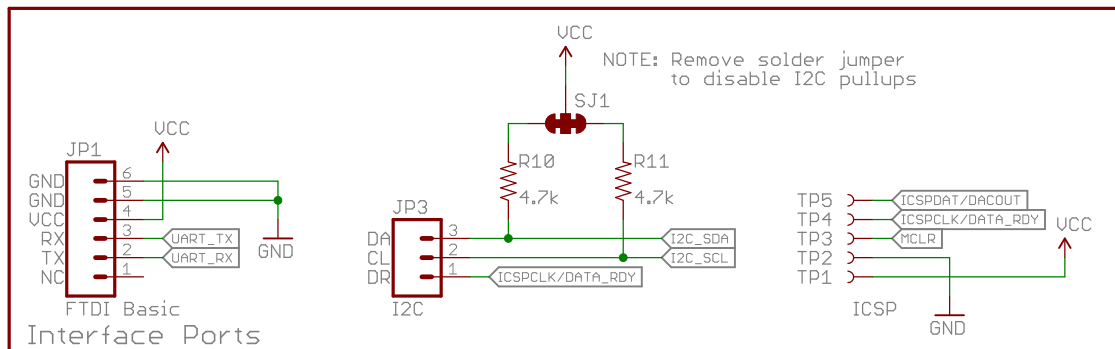 VCC
NOTE: Remove solder jumper
to disable I2C pullups
SJ1
VCC
JP1
R10
R11
4.7k
4.7k
GND 6
GND 5
VCC 4
RX 3 UART_TX
TX 2 UART_RX
NC 1
GND
FTDI Basic
JP3
DA 3 I2C_SDA
CL 2 I2C_SCL
DR 1 ICSPCLK/DATA_RDY
I2C
TP5 ICSPDAT/DACOUT
TP4 ICSPCLK/DATA_RDY
TP3 MCLR
TP2
TP1
VCC
ICSP
GND
Interface Ports